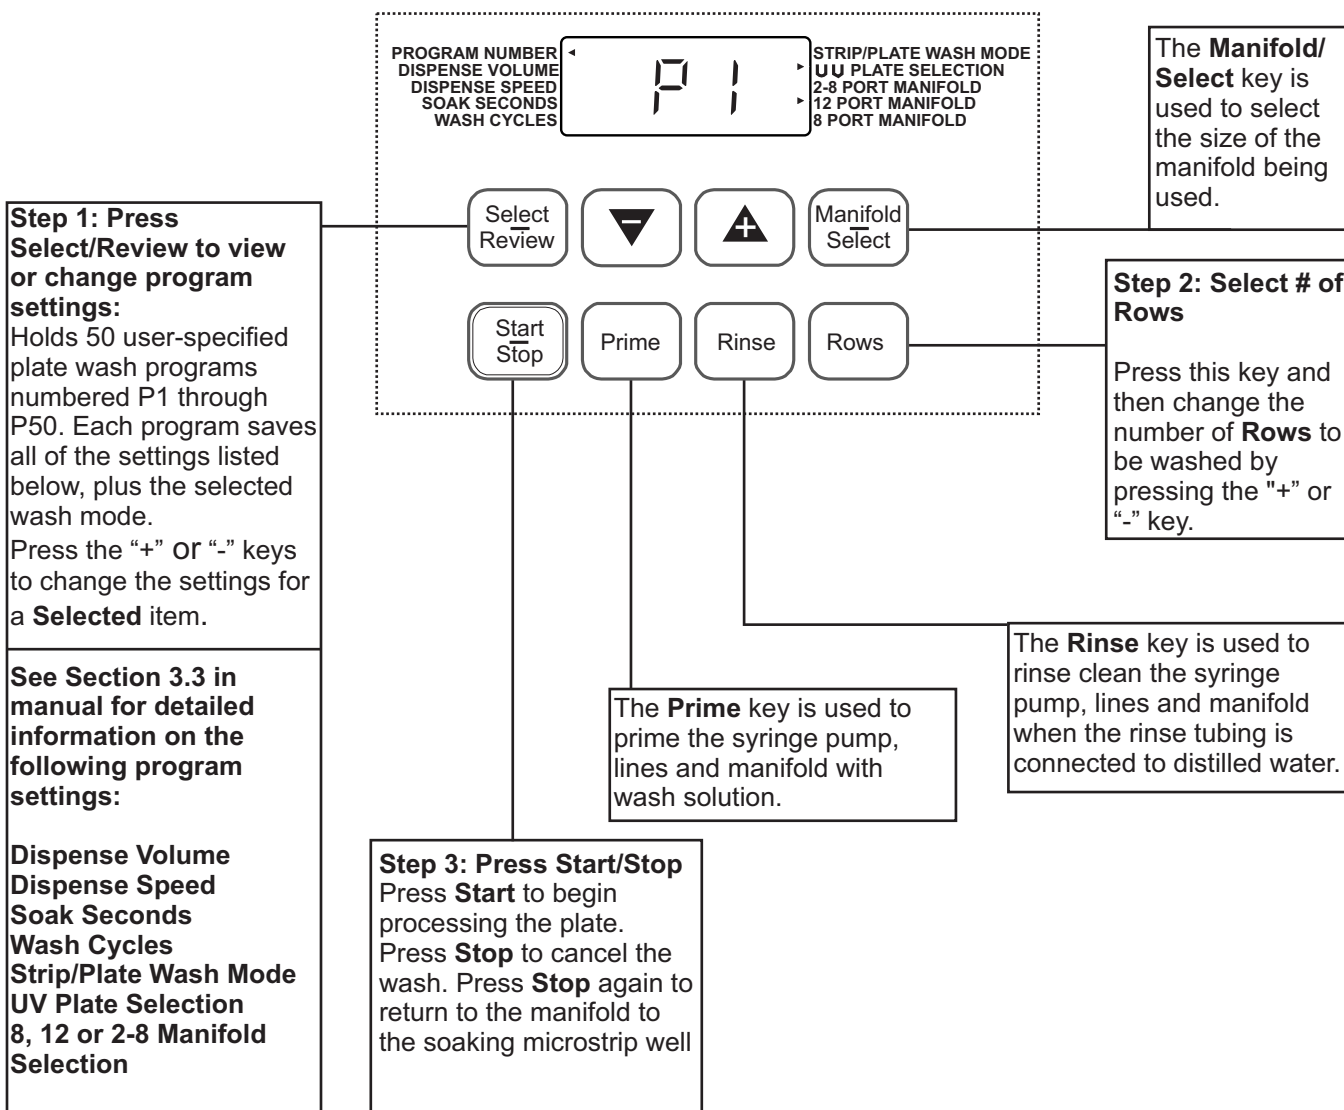 PROGRAM NUMBER
DISPENSE VOLUME
DISPENSE SPEED
SOAK SECONDS
WASH CYCLES
P1
STRIP/PLATE WASH MODE
UU PLATE SELECTION
2-8 PORT MANIFOLD
12 PORT MANIFOLD
8 PORT MANIFOLD
The Manifold/
Select key is
used to select
the size of the
manifold being
used.
Select
Review
-
+
Manifold
Select
Start
Stop
Prime
Rinse
Rows
Step 1: Press
Select/Review to view
or change program
settings:
Holds 50 user-specified
plate wash programs
numbered P1 through
P50. Each program saves
all of the settings listed
below, plus the selected
wash mode.
Press the “+” or “-” keys
to change the settings for
a Selected item.
See Section 3.3 in
manual for detailed
information on the
following program
settings:
Dispense Volume
Dispense Speed
Soak Seconds
Wash Cycles
Strip/Plate Wash Mode
UV Plate Selection
8, 12 or 2-8 Manifold
Selection
Step 2: Select # of
Rows
Press this key and
then change the
number of Rows to
be washed by
pressing the "+” or
“-” key.
The Rinse key is used to
rinse clean the syringe
pump, lines and manifold
when the rinse tubing is
connected to distilled water.
The Prime key is used to
prime the syringe pump,
lines and manifold with
wash solution.
Step 3: Press Start/Stop
Press Start to begin
processing the plate.
Press Stop to cancel the
wash. Press Stop again to
return to the manifold to
the soaking microstrip well